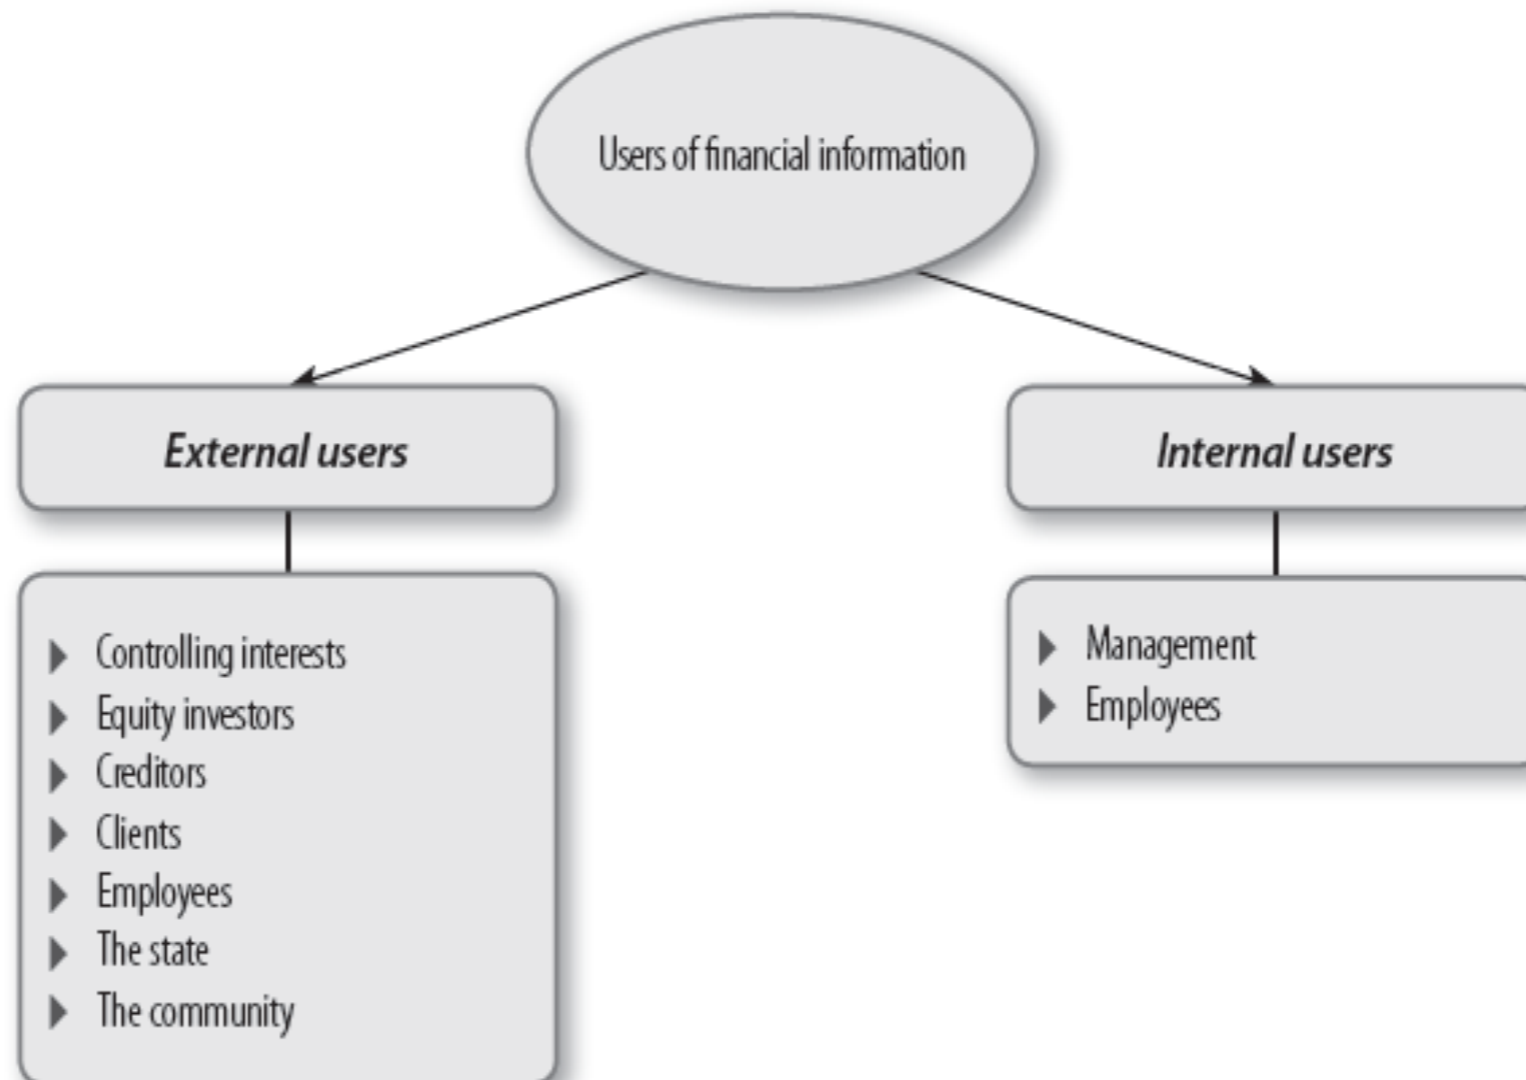 Users of financial information
External users
Controlling interests
Equity investors
Creditors
Clients
Employees
The state
The community
Internal users
Management
Employees